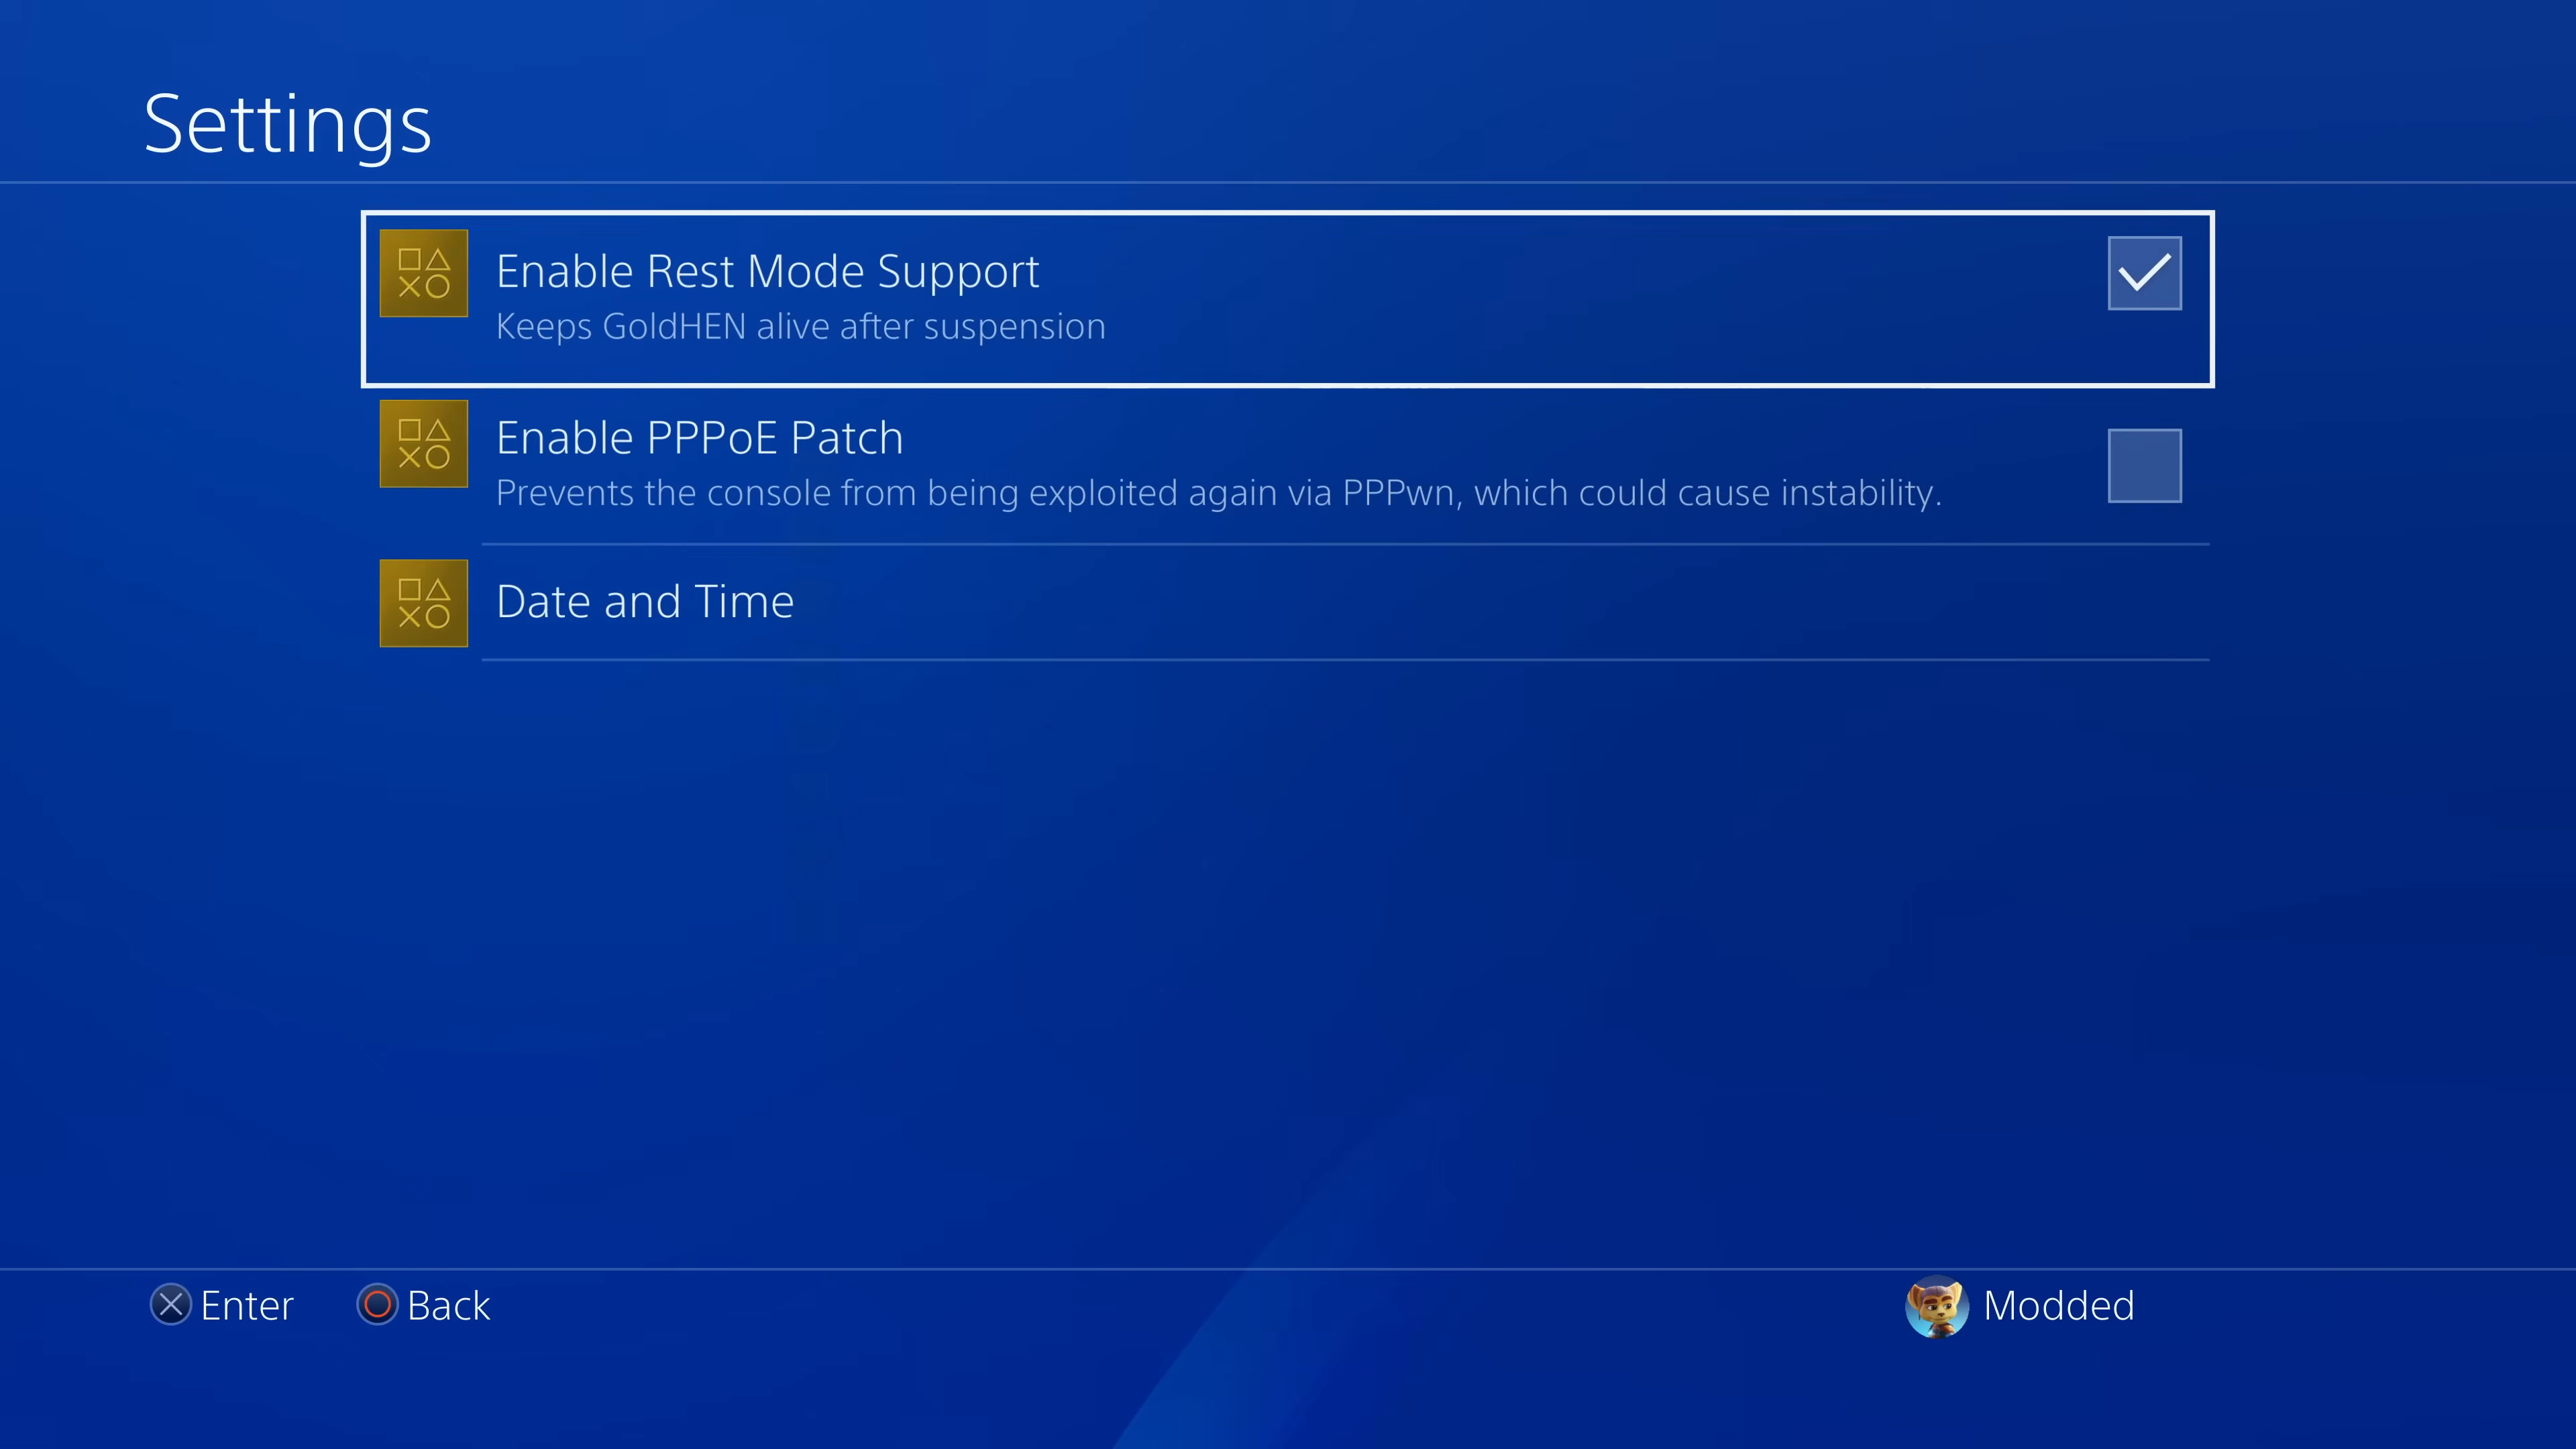 Settings
Enable Rest Mode Support
Keeps GoldHEN alive after suspension
Enable PPPoE Patch
Prevents the console from being exploited again via PPPwn, which could cause instability.
Date and Time
Enter
Back
Modded